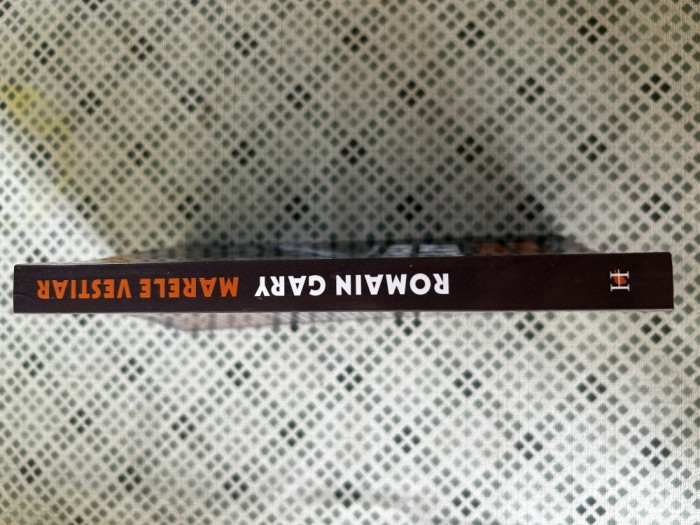 ROMAIN GARY MARELE VESTIAR
H